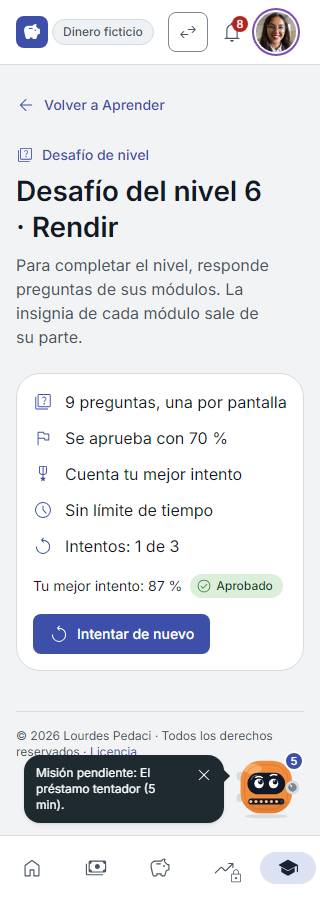 Dinero ficticio
8
Volver a Aprender
Desafío de nivel
Desafío del nivel 6
· Rendir
Para completar el nivel, responde
preguntas de sus módulos. La
insignia de cada módulo sale de
su parte.
9 preguntas, una por pantalla
Se aprueba con 70 %
Cuenta tu mejor intento
Sin límite de tiempo
Intentos: 1 de 3
Tu mejor intento: 87 % Aprobado
Intentar de nuevo
© 2026 Lourdes Pedaci · Todos los derechos
reservados · Licencia
Misión pendiente: El
préstamo tentador (5
min).
5